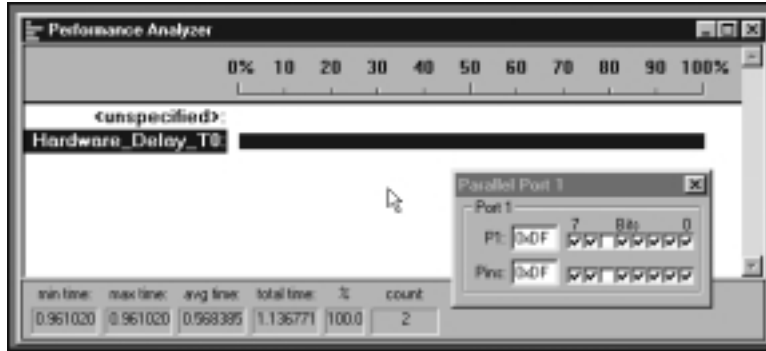 Performance Analyzer
0% 10 20 30 40 50 60 70 80 90 100%
<unspecified>:
Hardware_Delay_T0:
Parallel Port 1
Port 1
7 Bits 0
P1: 0xDF
Pins: 0xDF
min time: max time: avg time: total time: % count:
0.961020 0.961020 0.568385 1.136771 100.0 2